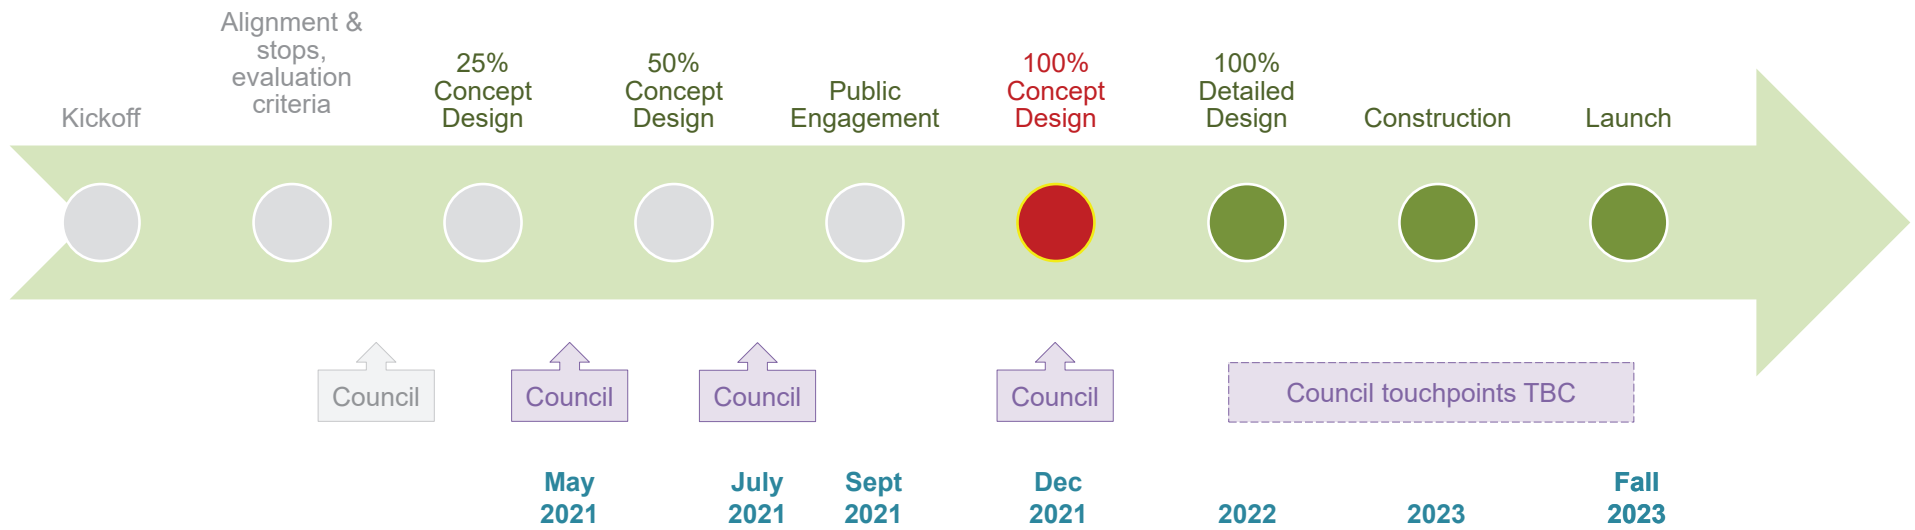 Kickoff
Alignment &
stops,
evaluation
criteria
25%
Concept
Design
50%
Concept
Design
Public
Engagement
100%
Concept
Design
100%
Detailed
Design
Construction
Launch
Council
Council
Council
Council
Council touchpoints TBC
May
2021
July
2021
Sept
2021
Dec
2021
2022
2023
Fall
2023